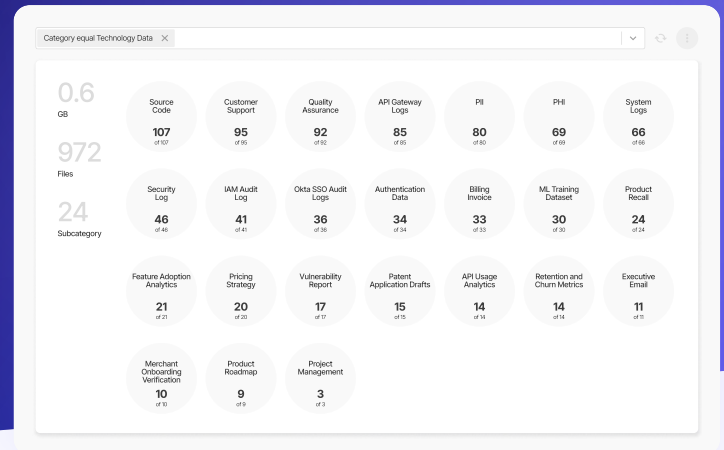 Category equal Technology Data
0.6
GB
972
Files
24
Subcategory
Source
Code
107
of 107
Customer
Support
95
of 95
Quality
Assurance
92
of 92
API Gateway
Logs
85
of 85
PII
80
of 80
PHI
69
of 69
System
Logs
66
of 66
Security
Log
46
of 46
IAM Audit
Log
41
of 41
Okta SSO Audit
Logs
36
of 36
Authentication
Data
34
of 34
Billing
Invoice
33
of 33
ML Training
Dataset
30
of 30
Product
Recall
24
of 24
Feature Adoption
Analytics
21
of 21
Pricing
Strategy
20
of 20
Vulnerability
Report
17
of 17
Patent
Application Drafts
15
of 15
API Usage
Analytics
14
of 14
Retention and
Churn Metrics
14
of 14
Executive
Email
11
of 11
Merchant
Onboarding
Verification
10
of 10
Product
Roadmap
9
of 9
Project
Management
3
of 3